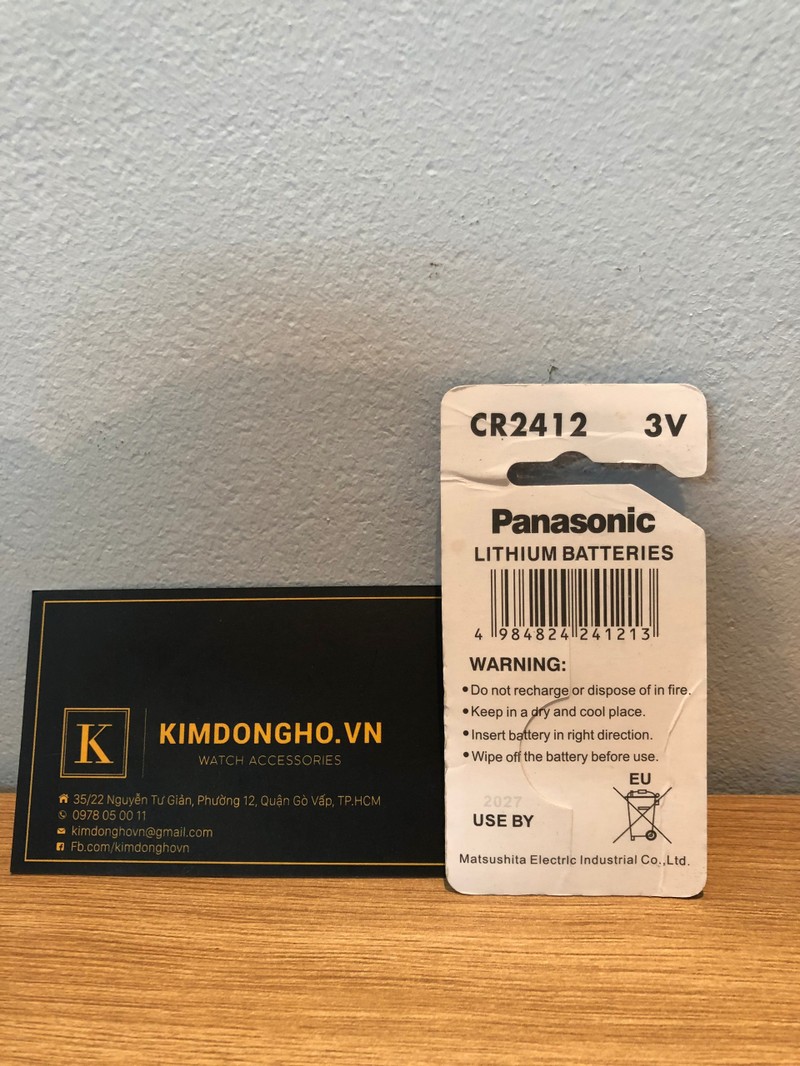 CR2412 3V
Panasonic
LITHIUM BATTERIES
4 984824 241213
WARNING:
•Do not recharge or dispose of in fire.
•Keep in a dry and cool place.
•Insert battery in right direction.
•Wipe off the battery before use.
EU
2027
USE BY
Matsushita Electric Industrial Co.,Ltd.
K
KIMDONGHO.VN
WATCH ACCESSORIES
35/22 Nguyễn Tư Giản, Phường 12, Quận Gò Vấp, TP.HCM
0978 05 00 11
kimdonghovn@gmail.com
Fb.com/kimdonghovn